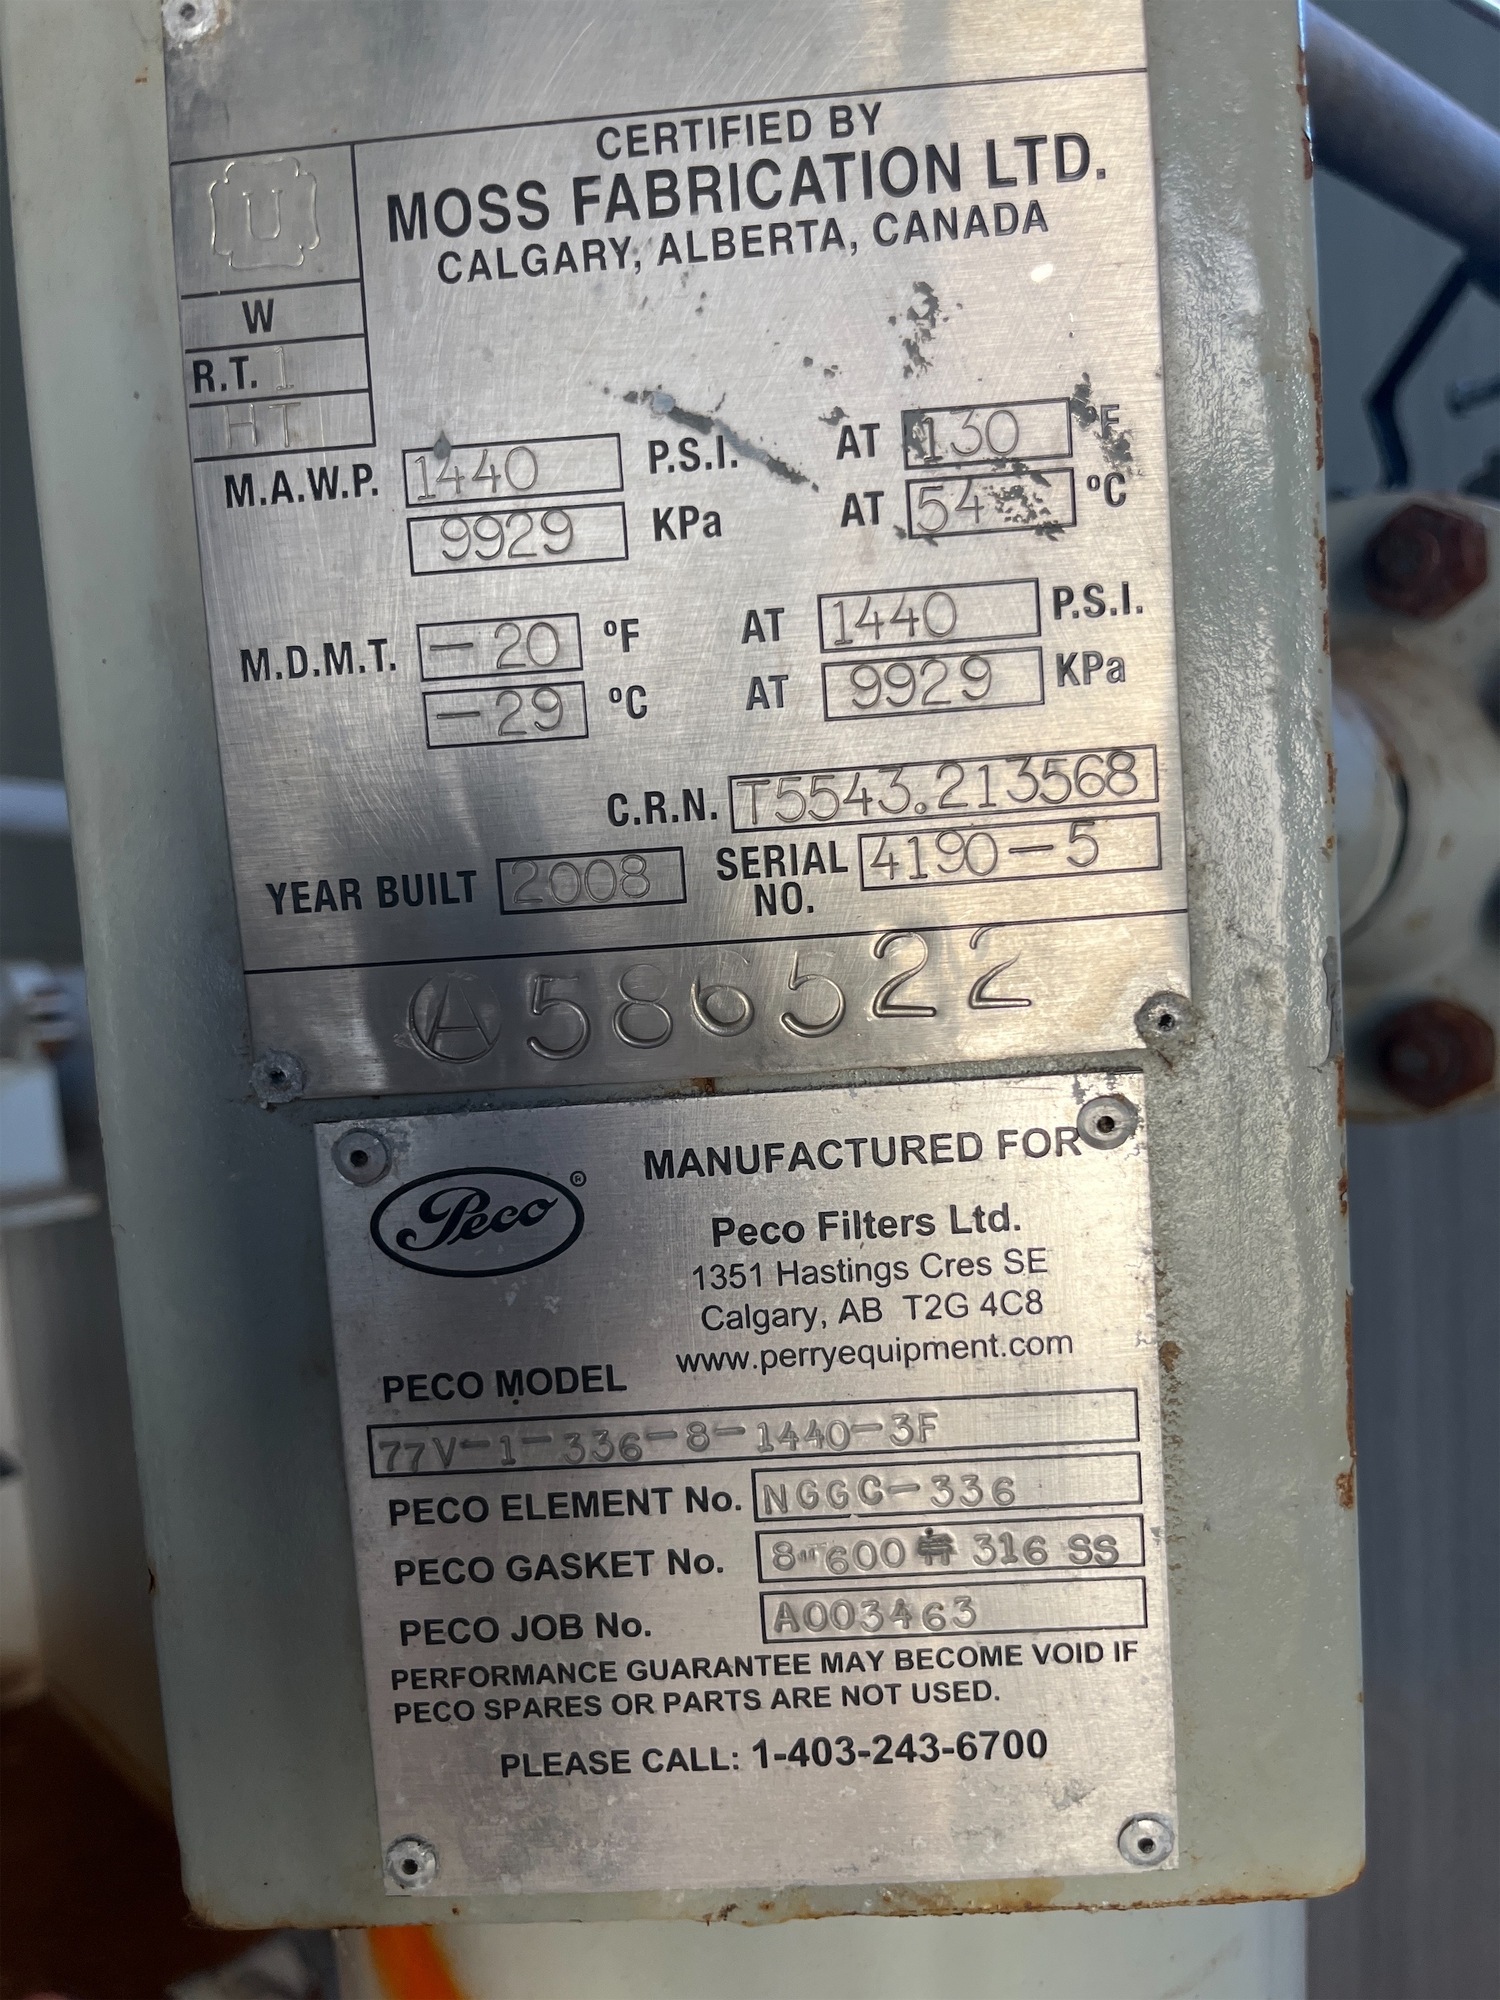 U
W
R.T. 1
HT
CERTIFIED BY
MOSS FABRICATION LTD.
CALGARY, ALBERTA, CANADA
M.A.W.P. 1440 P.S.I. AT 130 °F
9929 KPa AT 54 °C
M.D.M.T. -20 °F AT 1440 P.S.I.
-29 °C AT 9929 KPa
C.R.N. T5543.213568
YEAR BUILT 2008 SERIAL NO. 4190-5
A 586522
Peco ®
MANUFACTURED FOR
Peco Filters Ltd.
1351 Hastings Cres SE
Calgary, AB T2G 4C8
www.perryequipment.com
PECO MODEL
77V-1-336-8-1440-3F
PECO ELEMENT No. NGGC-336
PECO GASKET No. 8"-600# 316 SS
PECO JOB No. A003463
PERFORMANCE GUARANTEE MAY BECOME VOID IF
PECO SPARES OR PARTS ARE NOT USED.
PLEASE CALL: 1-403-243-6700